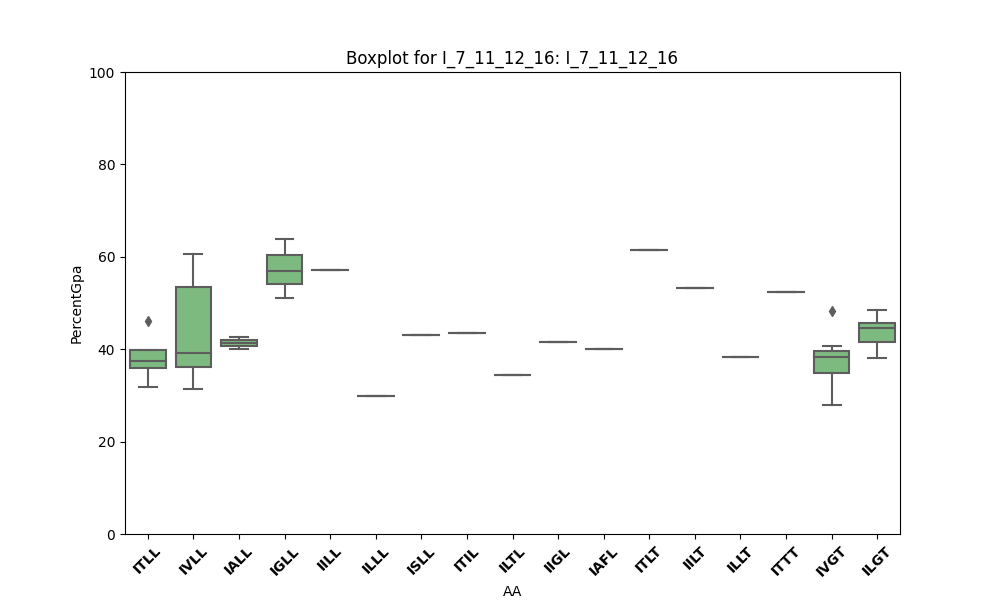 Boxplot for I_7_11_12_16: I_7_11_12_16
PercentGpa
100
80
60
40
20
0
ITLL IVLL IALL IGLL IILL ILLL ISLL ITIL ILTL IIGL IAFL ITLT IILT ILLT ITTT IVGT ILGT
AA